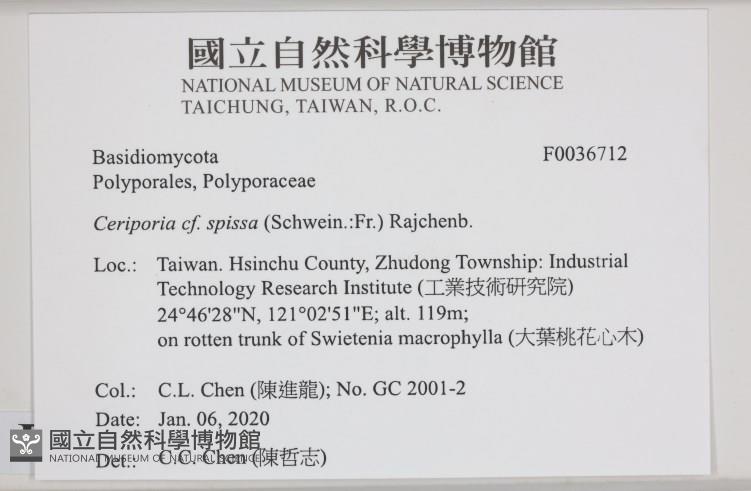 國立自然科學博物館
NATIONAL MUSEUM OF NATURAL SCIENCE
TAICHUNG, TAIWAN, R.O.C.
Basidiomycota F0036712
Polyporales, Polyporaceae
Ceriporia cf. spissa (Schwein.:Fr.) Rajchenb.
Loc.: Taiwan. Hsinchu County, Zhudong Township: Industrial
Technology Research Institute (工業技術研究院)
24°46'28"N, 121°02'51"E; alt. 119m;
on rotten trunk of Swietenia macrophylla (大葉桃花心木)
Col.: C.L. Chen (陳進龍); No. GC 2001-2
Date: Jan. 06, 2020
Det.: C.C. Chen (陳哲志)
國立自然科學博物館
NATIONAL MUSEUM OF NATURAL SCIENCE